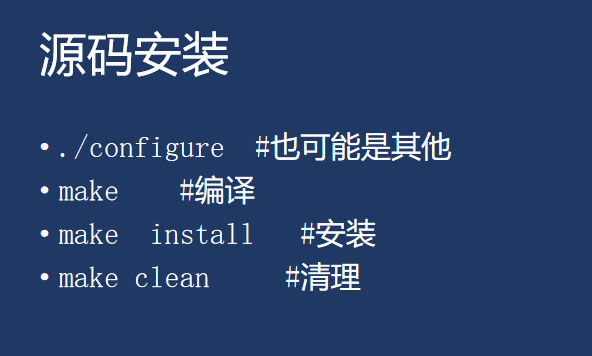 源码安装
•./configure  #也可能是其他
•make    #编译
•make  install   #安装
•make clean     #清理